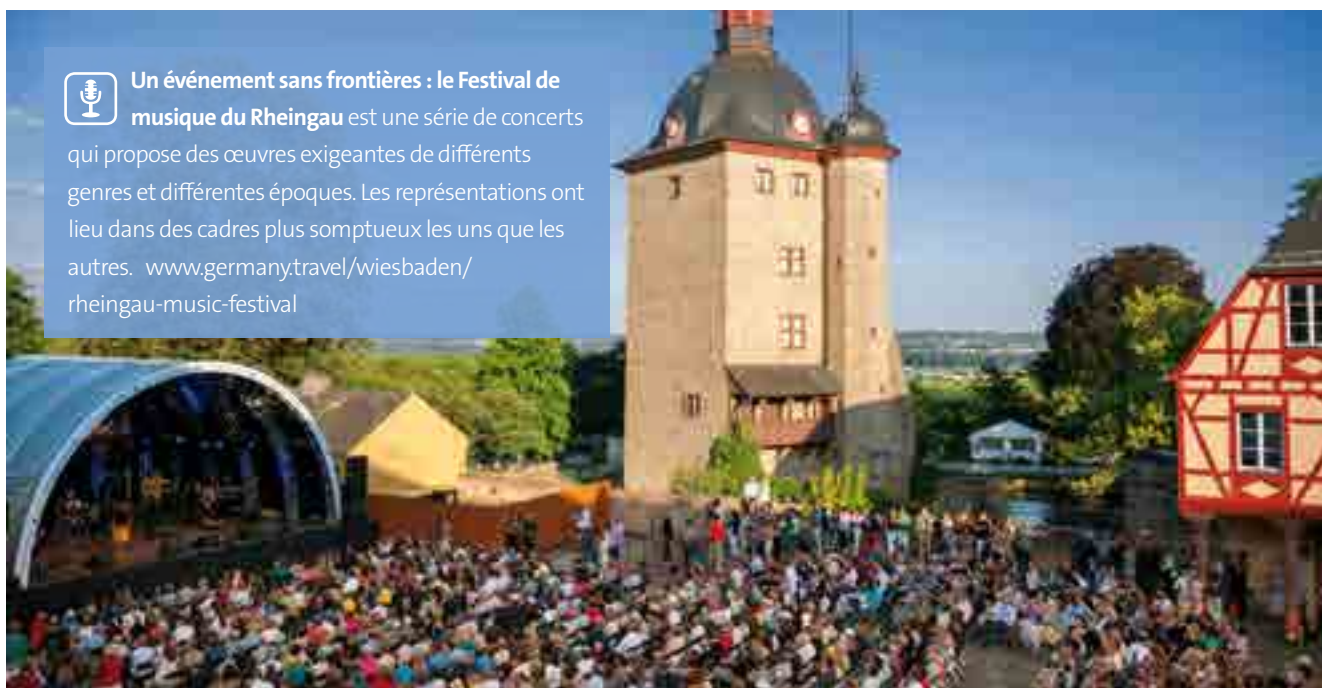 Un événement sans frontières : le Festival de
musique du Rheingau est une série de concerts
qui propose des œuvres exigeantes de différents
genres et différentes époques. Les représentations ont
lieu dans des cadres plus somptueux les uns que les
autres. www.germany.travel/wiesbaden/
rheingau-music-festival